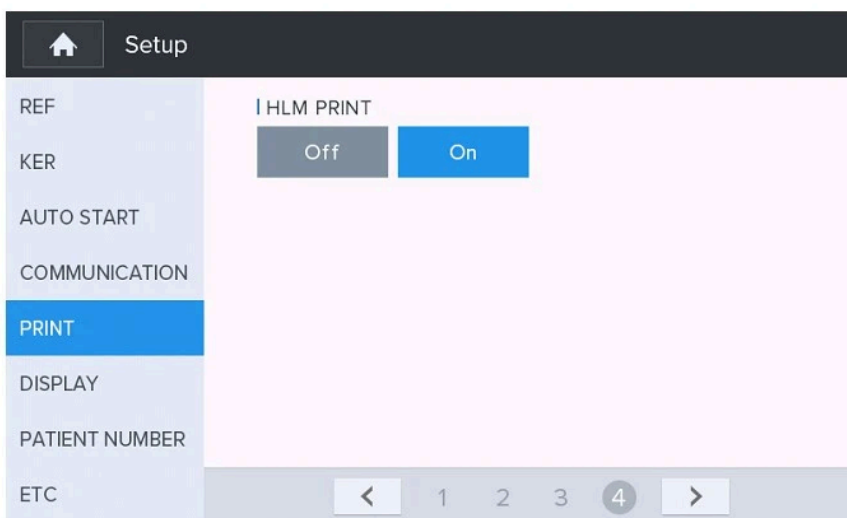 Setup
REF
KER
AUTO START
COMMUNICATION
PRINT
DISPLAY
PATIENT NUMBER
ETC
HLM PRINT
Off On
< 1 2 3 4 >